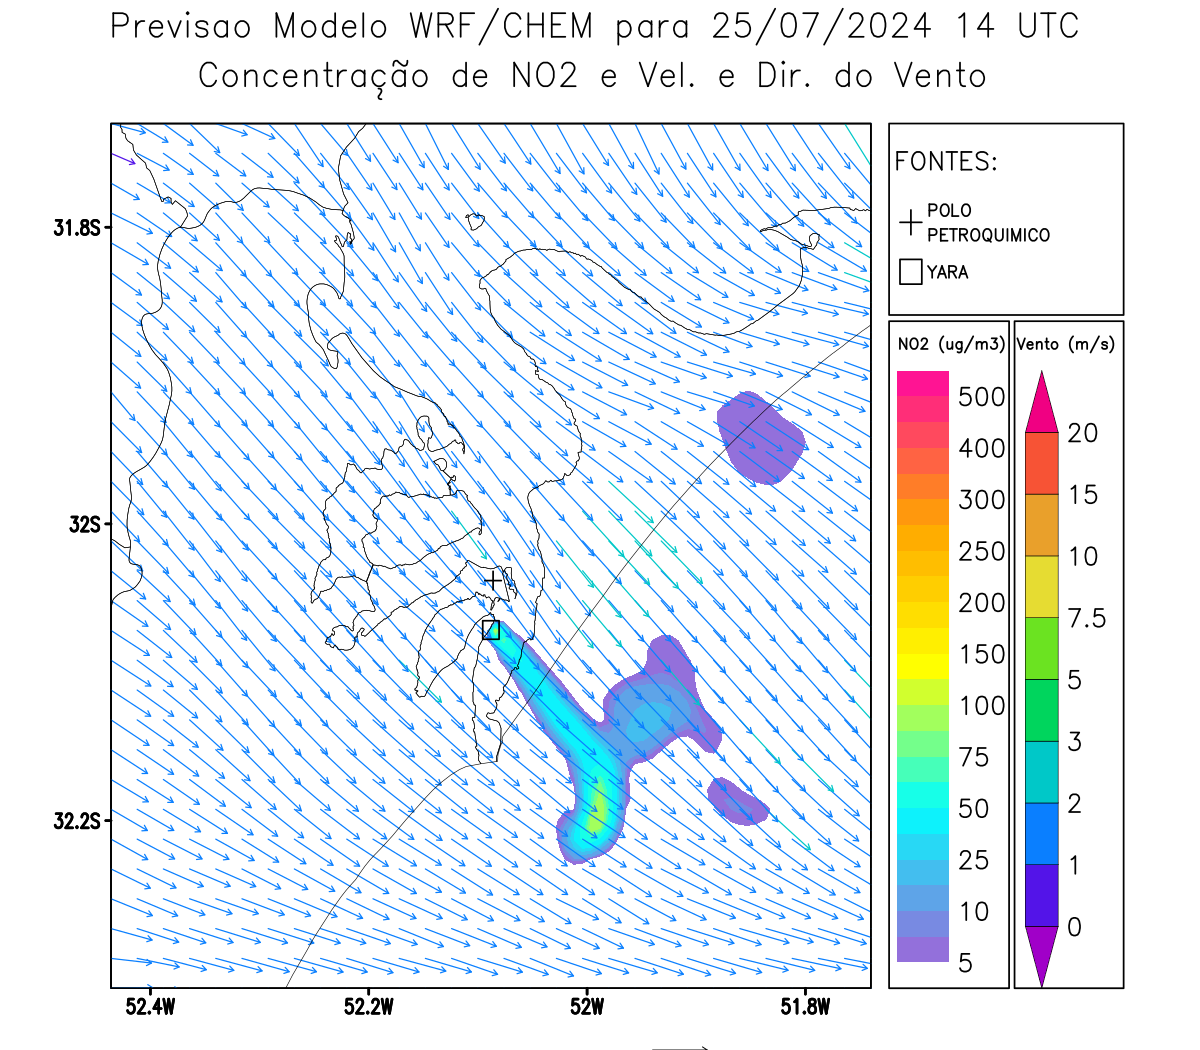 Previsao Modelo WRF/CHEM para 25/07/2024 14 UTC
Concentração de NO2 e Vel. e Dir. do Vento
FONTES:
POLO
PETROQUIMICO
YARA
NO2 (ug/m3)
500
400
300
250
200
150
100
75
50
25
10
5
Vento (m/s)
20
15
10
7.5
5
3
2
1
0
31.8S
32S
32.2S
52.4W
52.2W
52W
51.8W